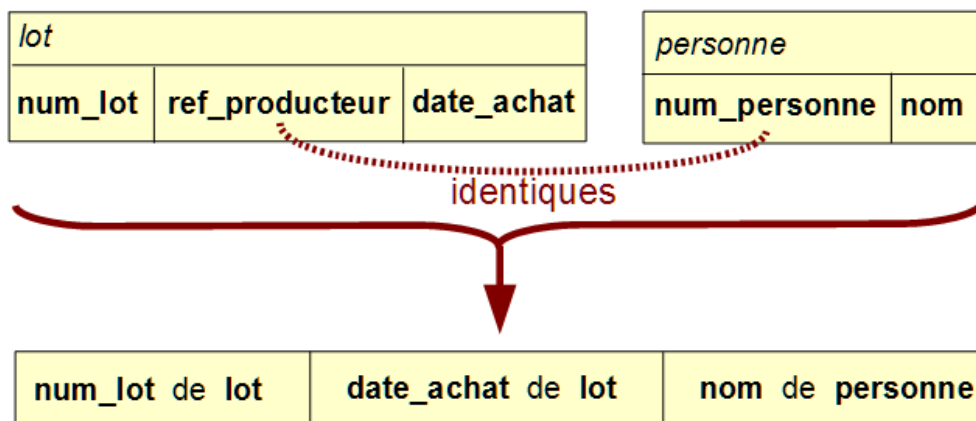 lot
num_lot ref_producteur date_achat
personne
num_personne nom
identiques
num_lot de lot date_achat de lot nom de personne